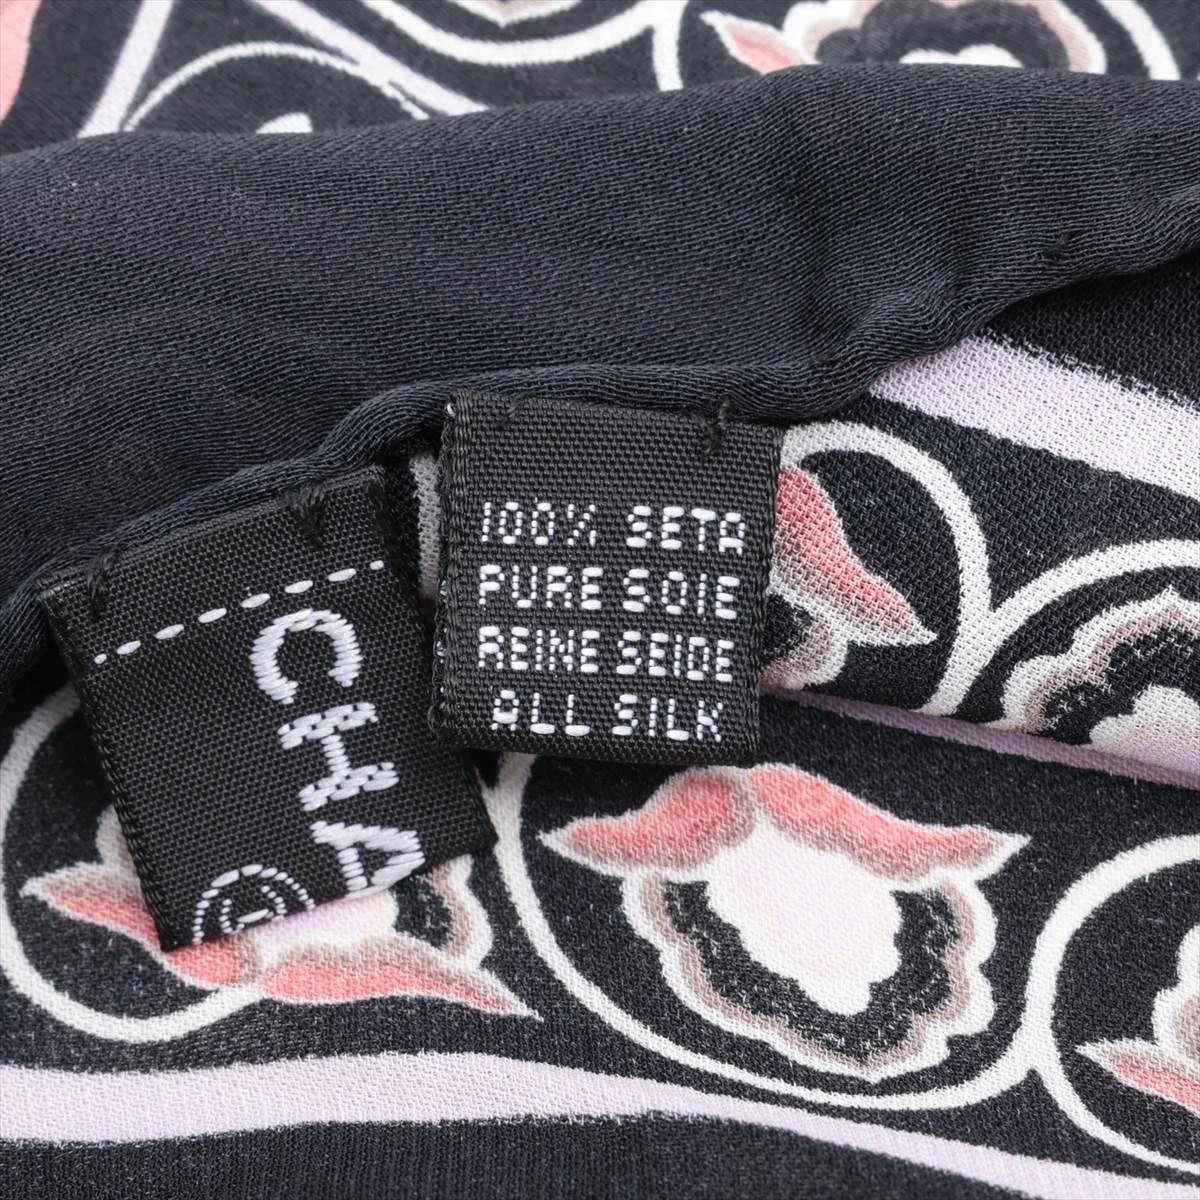 100% SETA
PURE SOIE
REINE SEIDE
ALL SILK
CHA
©